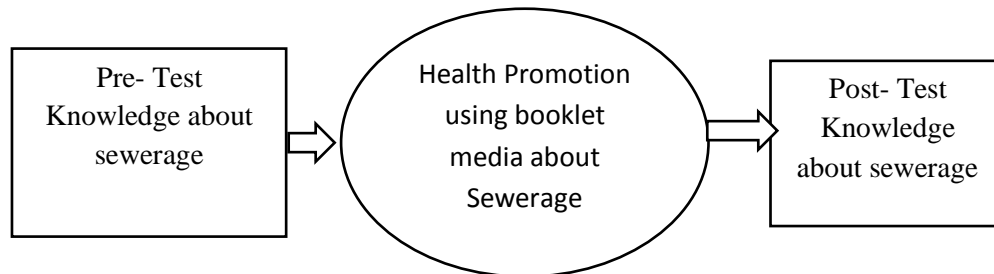 Pre- Test
Knowledge about
sewerage
Health Promotion
using booklet
media about
Sewerage
Post- Test
Knowledge
about sewerage